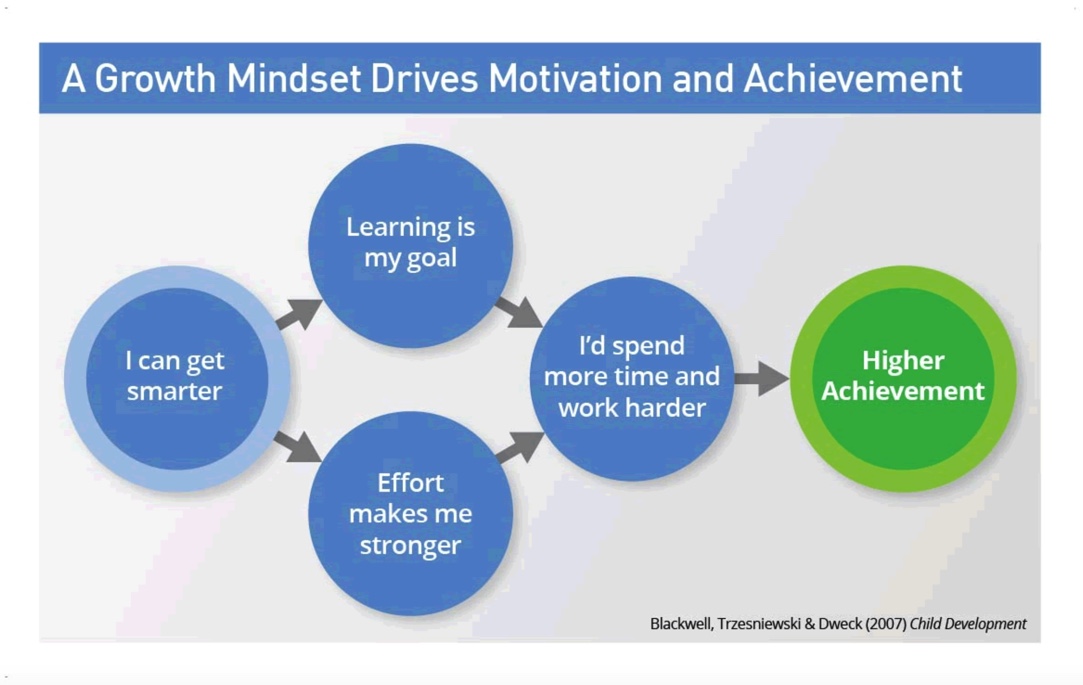 A Growth Mindset Drives Motivation and Achievement
Learning is
my goal
I can get
smarter
Effort
makes me
stronger
I’d spend
more time and
work harder
Higher
Achievement
Blackwell, Trzesniewski & Dweck (2007) Child Development